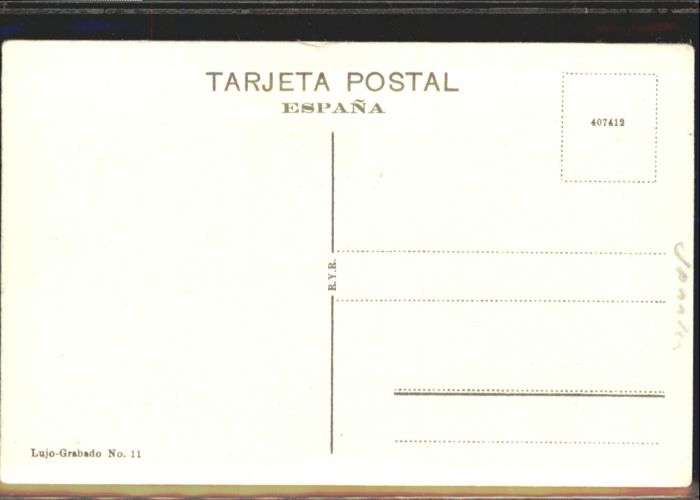 TARJETA POSTAL
ESPAÑA
407412
R.Y.R.
Lujo-Grabado No. 11